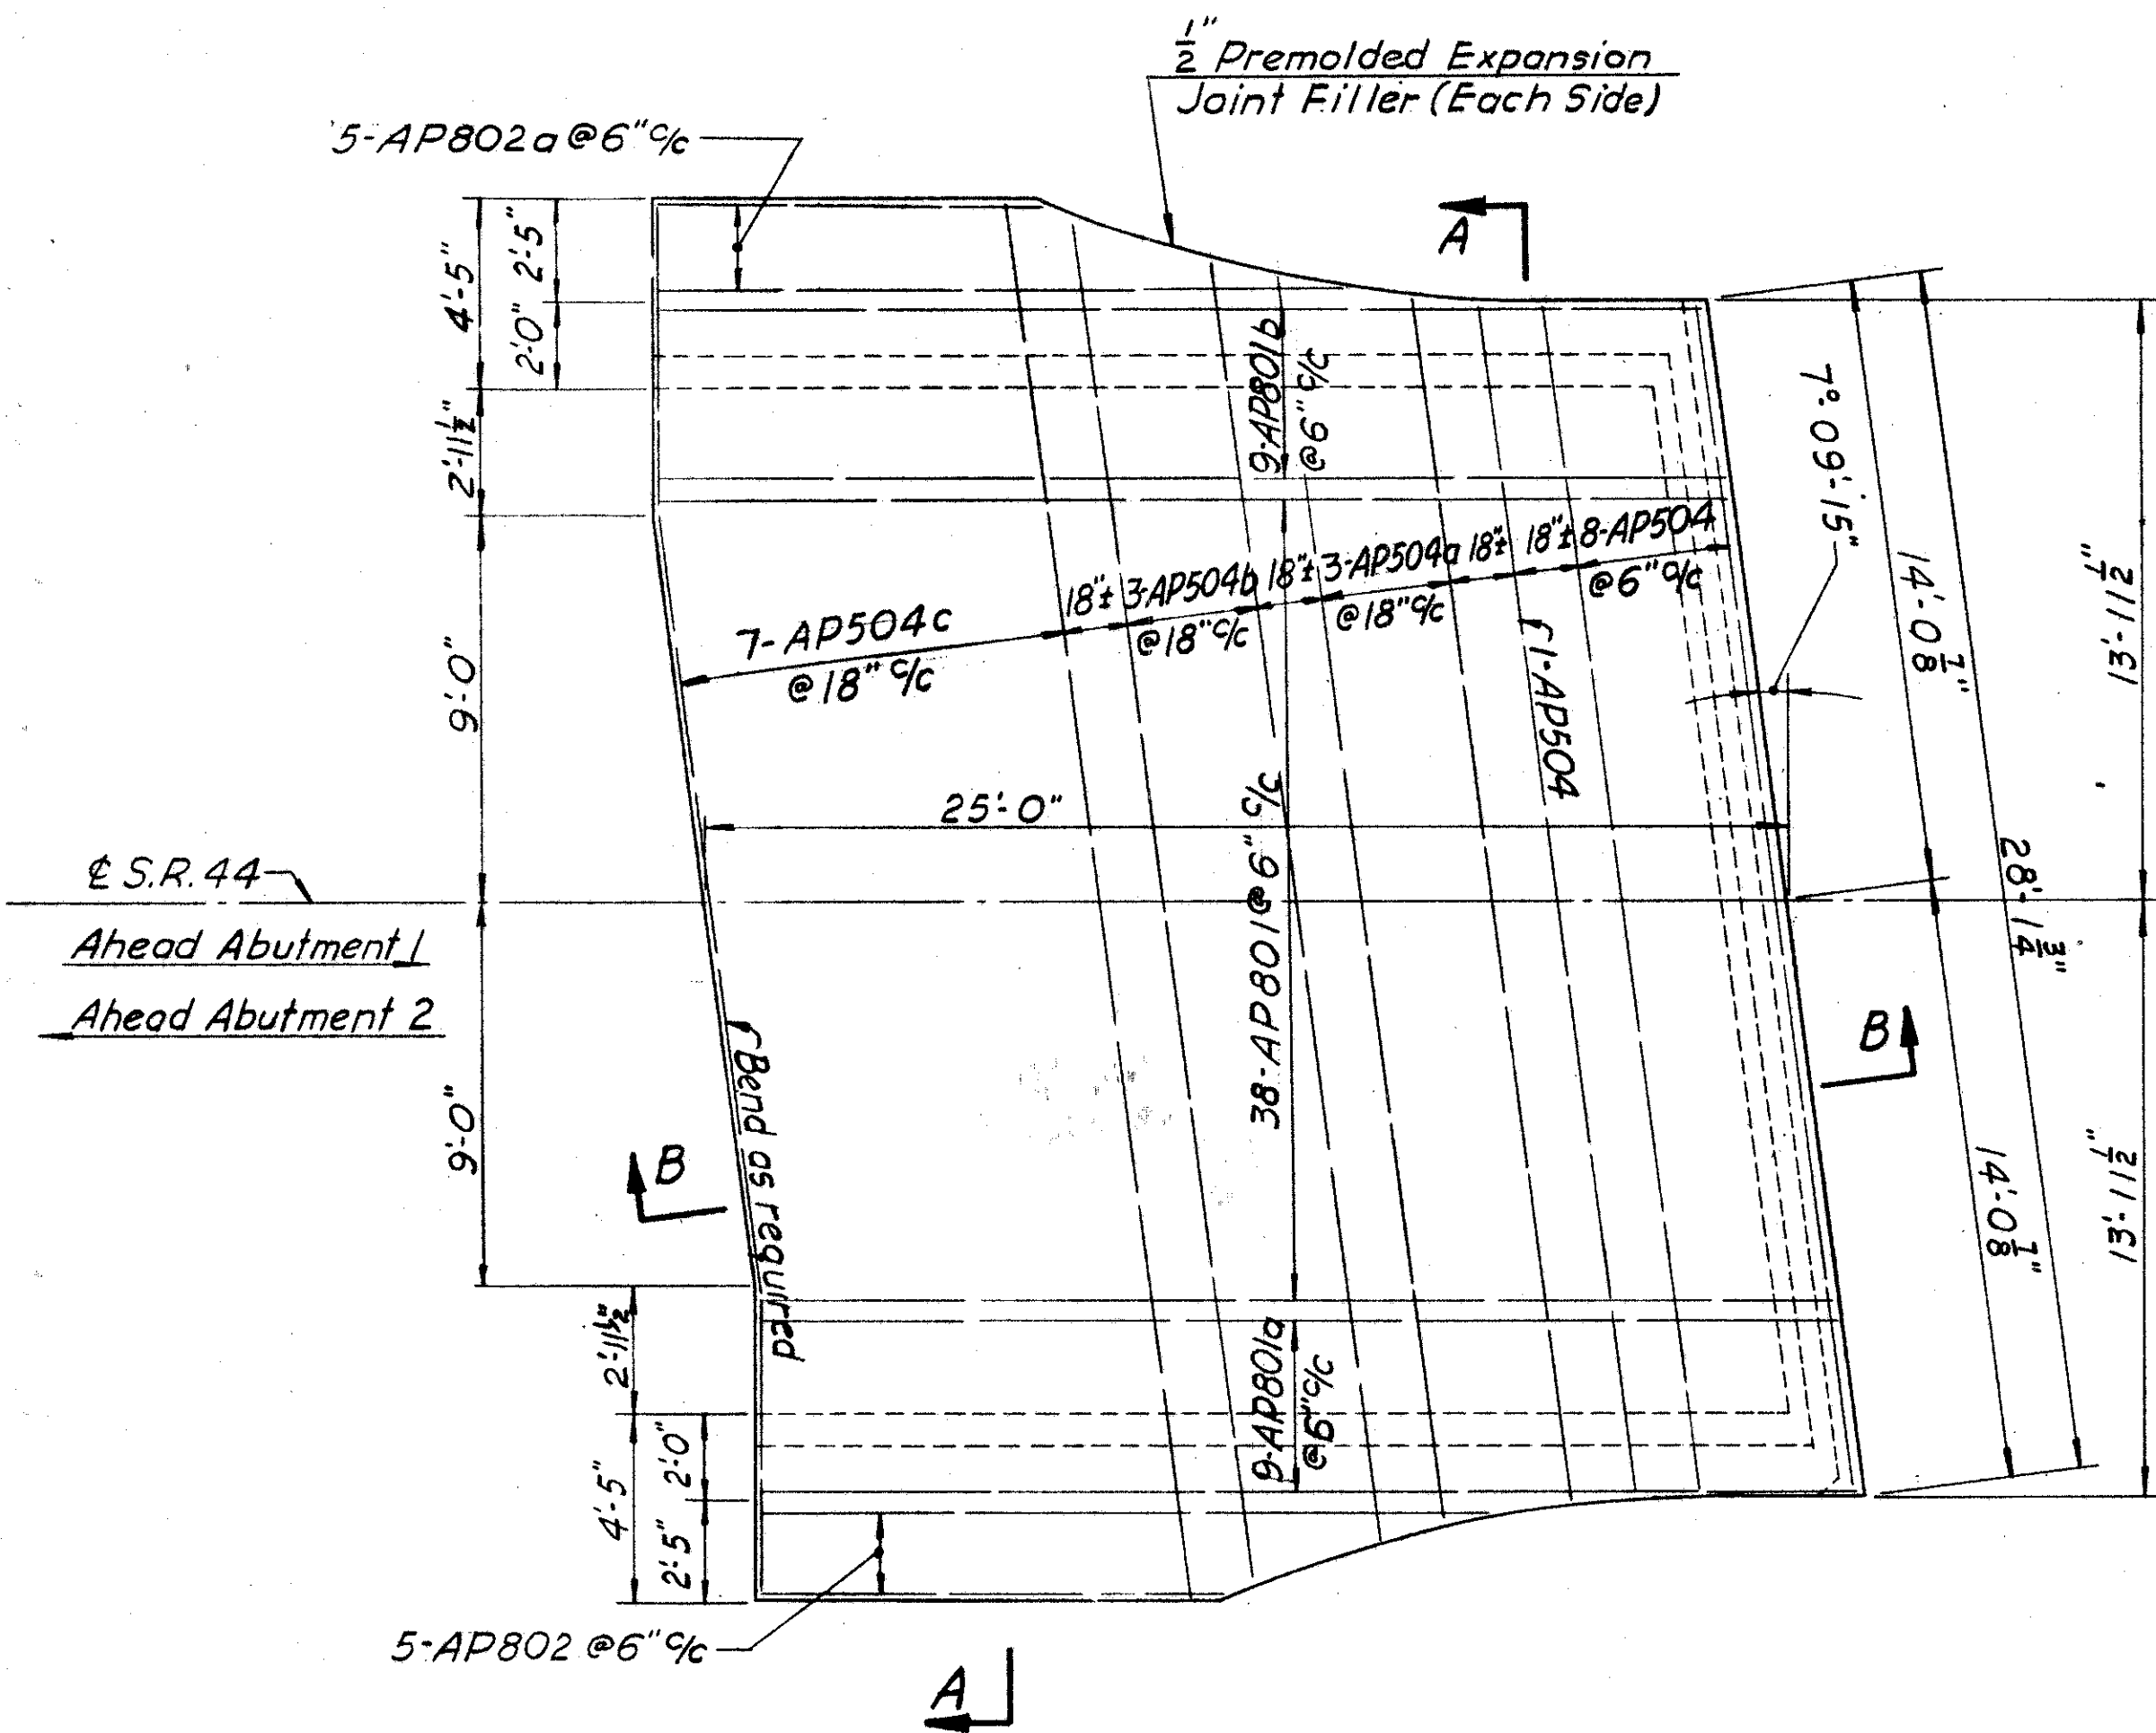 1/2" Premolded Expansion
Joint Filler (Each Side)
5-AP802a @ 6" c/c
A
4'-5"
2'-5"
2'-0"
2'-11 1/2"
9'-0"
9-AP801b
@ 6" c/c
7°-09'-15"
14'-0 7/8"
13'-11 1/2"
28'-1 3/4"
7-AP504c
@ 18" c/c
18"±
3-AP504b
@ 18" c/c
18"±
3-AP504a
@ 18" c/c
18"±
18"±
8-AP504
@ 6" c/c
1-AP504
25'-0"
38-AP801 @ 6" c/c
℄ S.R. 44
Ahead Abutment 1
Ahead Abutment 2
9'-0"
B
Bend as required
B
14'-0 7/8"
13'-11 1/2"
2'-11 1/2"
4'-5"
2'-0"
2'-5"
9-AP801a
@ 6" c/c
5-AP802 @ 6" c/c
A